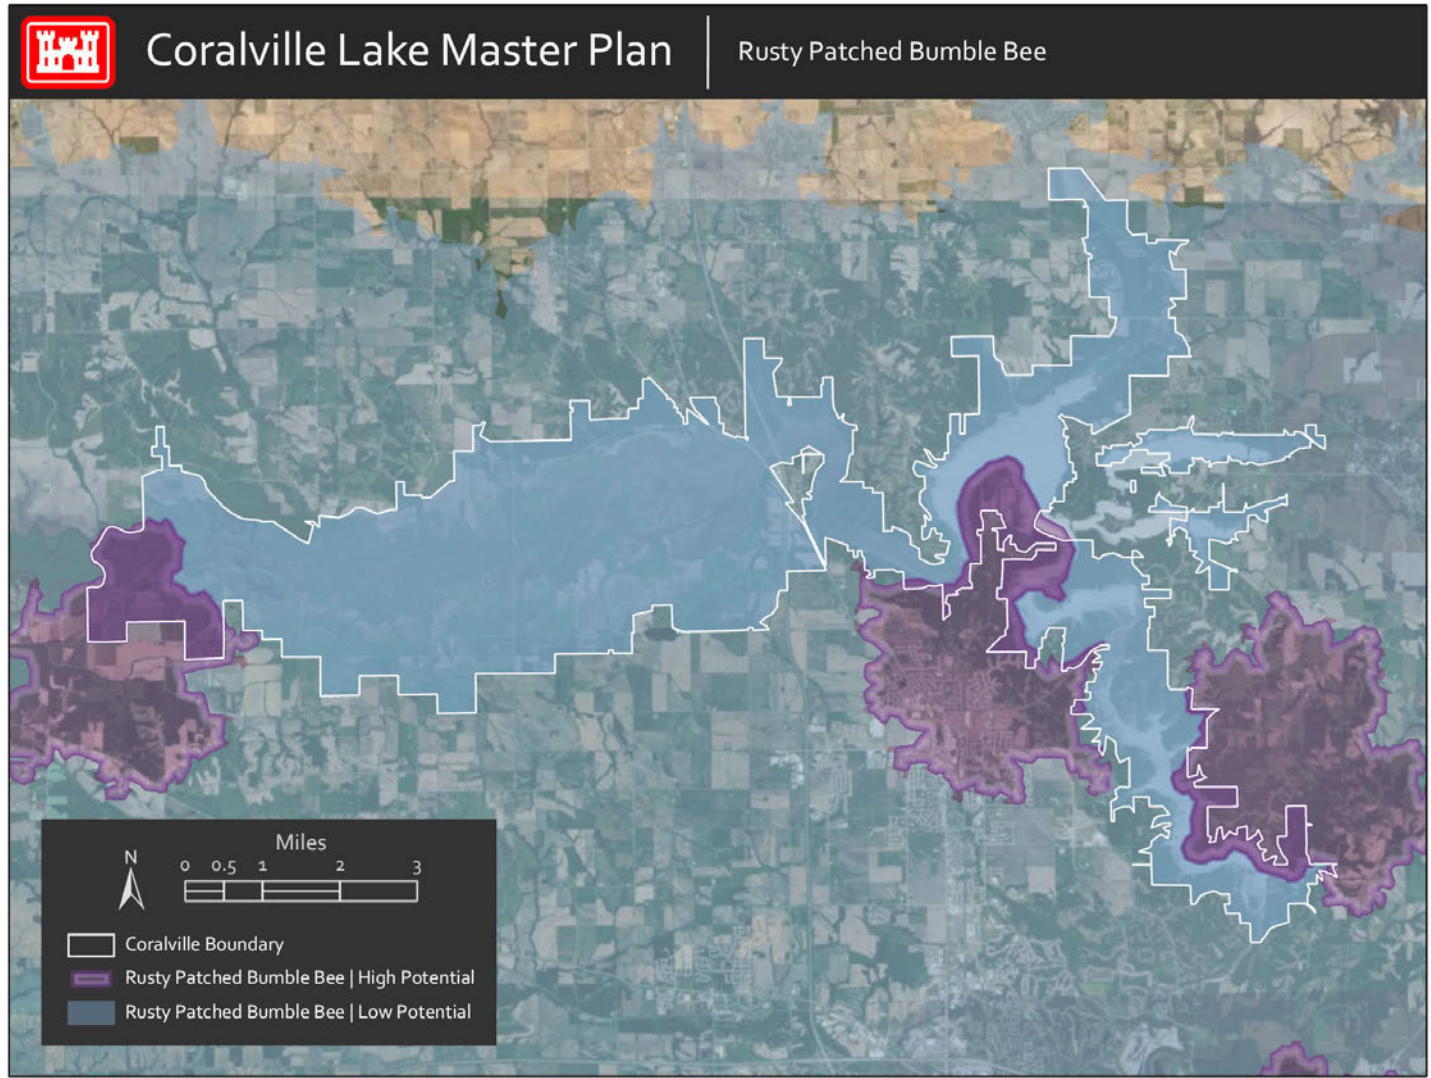 Coralville Lake Master Plan
Rusty Patched Bumble Bee
Miles
N
0 0.5 1 2 3
Coralville Boundary
Rusty Patched Bumble Bee | High Potential
Rusty Patched Bumble Bee | Low Potential